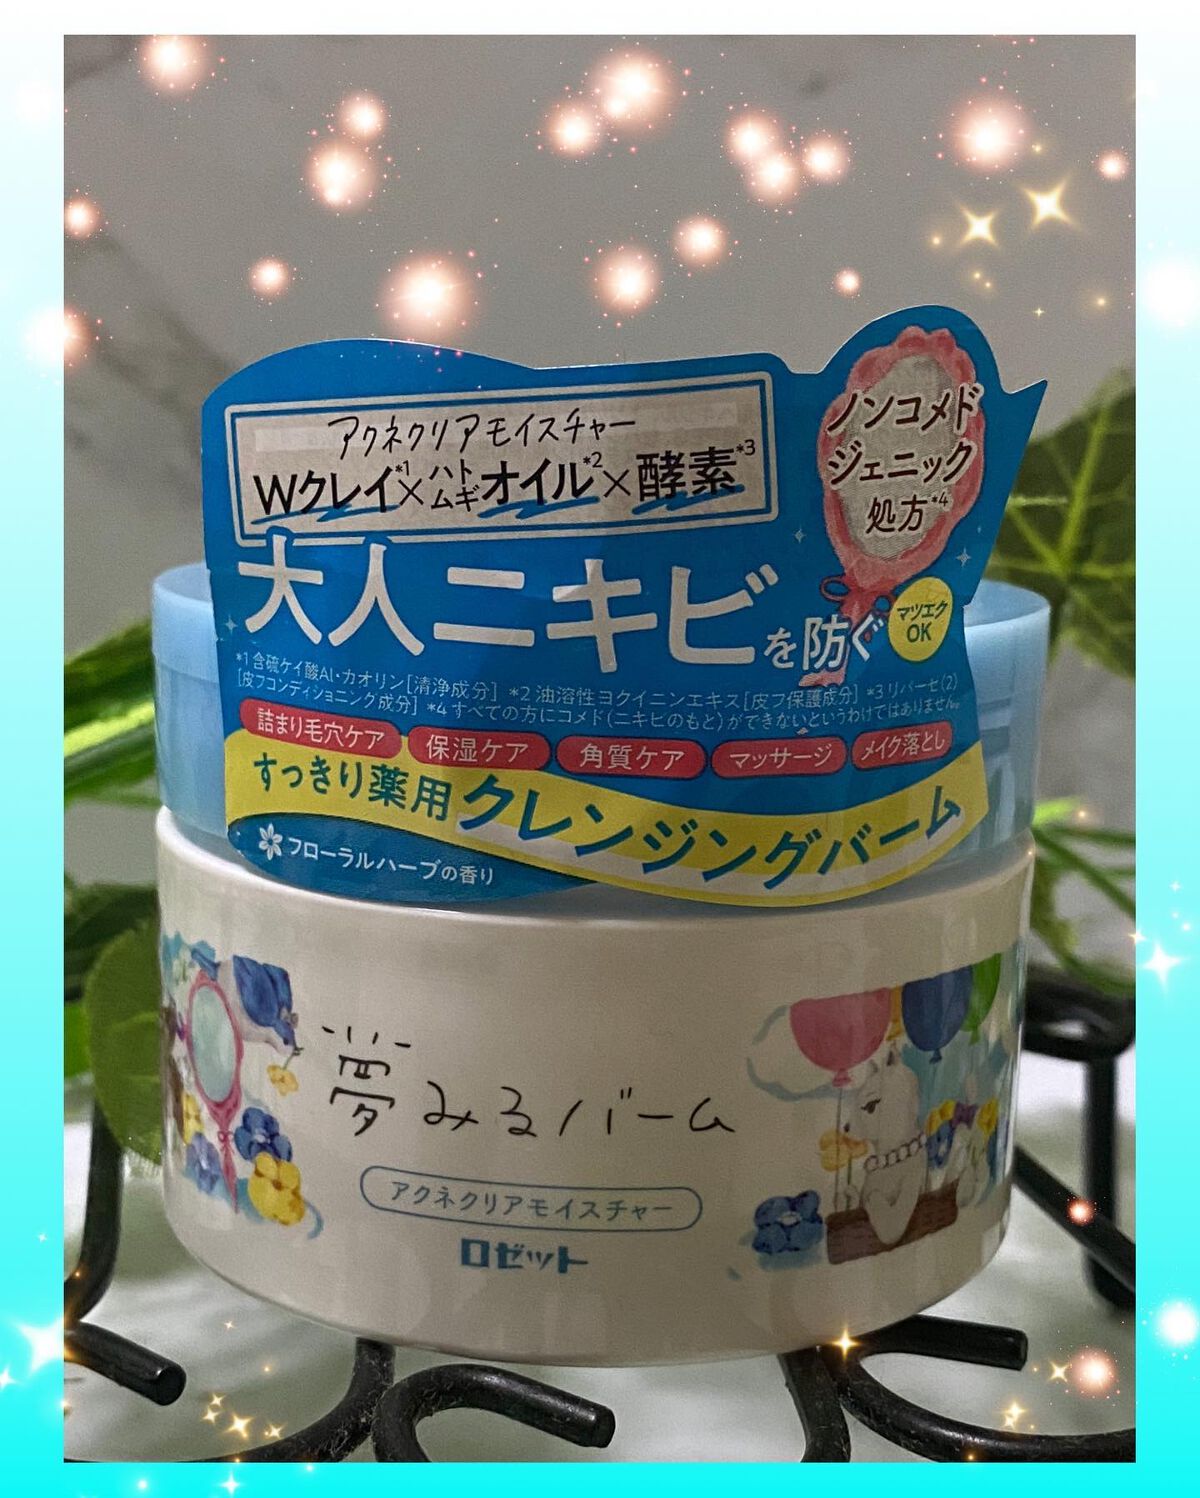 アクネクリアモイスチャー
Wクレイ*1×ハトムギオイル*2×酵素*3
ノンコメド
ジェニック
処方*4
大人ニキビを防ぐ
マツエク
OK
*1 含硫ケイ酸Al・カオリン[清浄成分] *2 油溶性ヨクイニンエキス[皮フ保護成分] *3 リパーゼ(2)
[皮フコンディショニング成分] *4 すべての方にコメド(ニキビのもと)ができないというわけではありません。
詰まり毛穴ケア 保湿ケア 角質ケア マッサージ メイク落とし
すっきり薬用クレンジングバーム
フローラルハーブの香り
夢みるバーム
アクネクリアモイスチャー
ロゼット